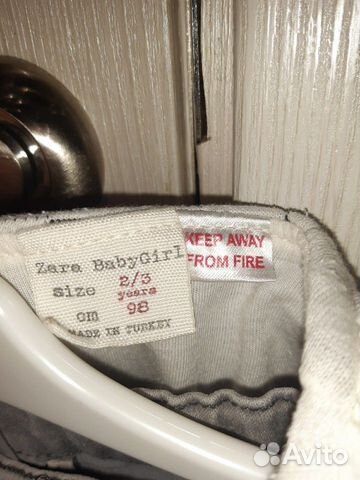 Zara BabyGirl
size 2/3
years
cm 98
MADE IN TURKEY
KEEP AWAY
FROM FIRE
Avito